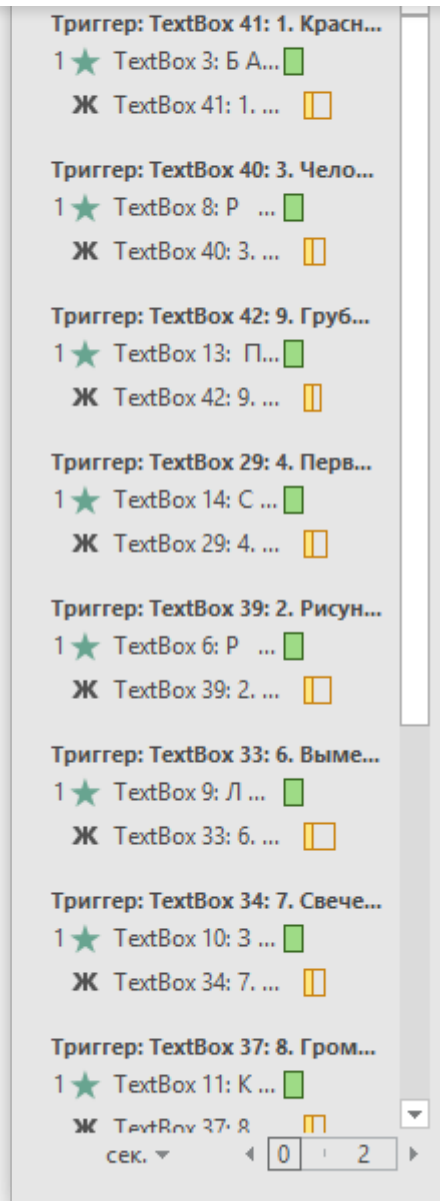 Триггер: TextBox 41: 1. Красн...
1 TextBox 3: Б А...
Ж TextBox 41: 1. ...
Триггер: TextBox 40: 3. Чело...
1 TextBox 8: Р ...
Ж TextBox 40: 3. ...
Триггер: TextBox 42: 9. Груб...
1 TextBox 13: П...
Ж TextBox 42: 9. ...
Триггер: TextBox 29: 4. Перв...
1 TextBox 14: С ...
Ж TextBox 29: 4. ...
Триггер: TextBox 39: 2. Рисун...
1 TextBox 6: Р ...
Ж TextBox 39: 2. ...
Триггер: TextBox 33: 6. Выме...
1 TextBox 9: Л ...
Ж TextBox 33: 6. ...
Триггер: TextBox 34: 7. Свече...
1 TextBox 10: З ...
Ж TextBox 34: 7. ...
Триггер: TextBox 37: 8. Гром...
1 TextBox 11: К ...
Ж TextBox 37: 8. ...
сек. 0 2